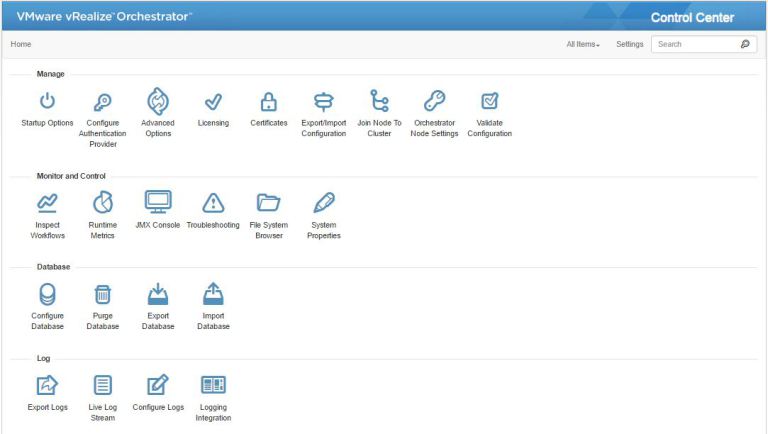 VMware vRealize™ Orchestrator™
Control Center
Home
All Items
Settings
Search
Manage
Startup Options
Configure
Authentication
Provider
Advanced
Options
Licensing
Certificates
Export/Import
Configuration
Join Node To
Cluster
Orchestrator
Node Settings
Validate
Configuration
Monitor and Control
Inspect
Workflows
Runtime
Metrics
JMX Console
Troubleshooting
File System
Browser
System
Properties
Database
Configure
Database
Purge
Database
Export
Database
Import
Database
Log
Export Logs
Live Log
Stream
Configure Logs
Logging
Integration